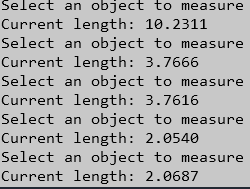 Select an object to measure
Current length: 10.2311
Select an object to measure
Current length: 3.7666
Select an object to measure
Current length: 3.7616
Select an object to measure
Current length: 2.0540
Select an object to measure
Current length: 2.0687